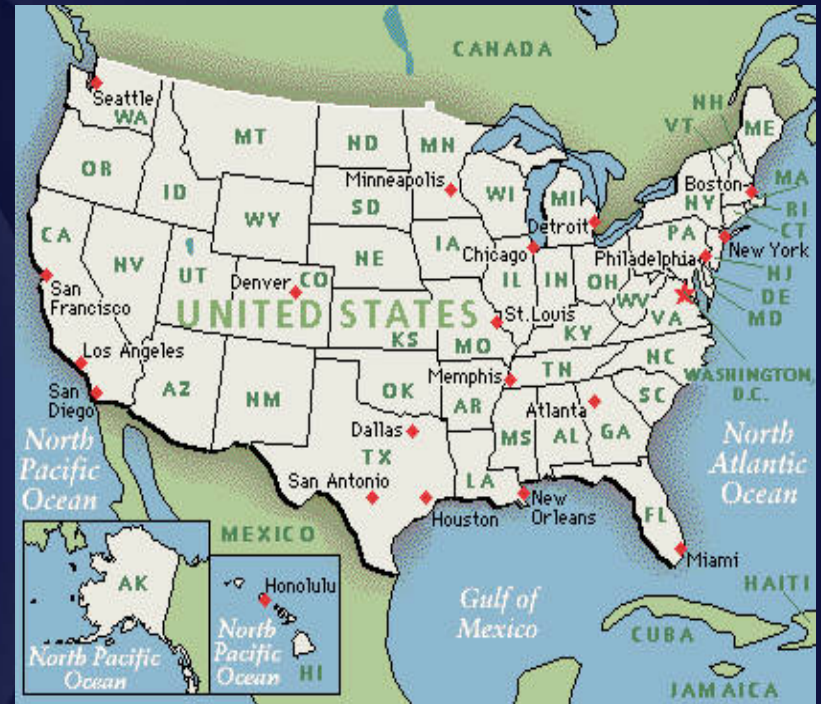 CANADA
NH
VT
ME
Seattle
WA
MT
ND
MN
OR
ID
Minneapolis
WI
MI
Boston
MA
NY
SD
WY
RI
CT
CA
Detroit
PA
New York
IA
Chicago
NE
Philadelphia
NV
UT
Denver
CO
IL
IN
OH
NJ
San
Francisco
WV
DE
UNITED STATES
St. Louis
VA
MD
KS
MO
KY
Los Angeles
NC
TN
WASHINGTON,
D.C.
Memphis
San
Diego
AZ
NM
OK
AR
SC
Atlanta
Dallas
MS
AL
GA
North
Pacific
Ocean
North
Atlantic
Ocean
TX
San Antonio
LA
New
Orleans
Houston
FL
MEXICO
Miami
AK
Honolulu
HAITI
Gulf of
Mexico
CUBA
North Pacific
Ocean
North
Pacific
Ocean
HI
JAMAICA